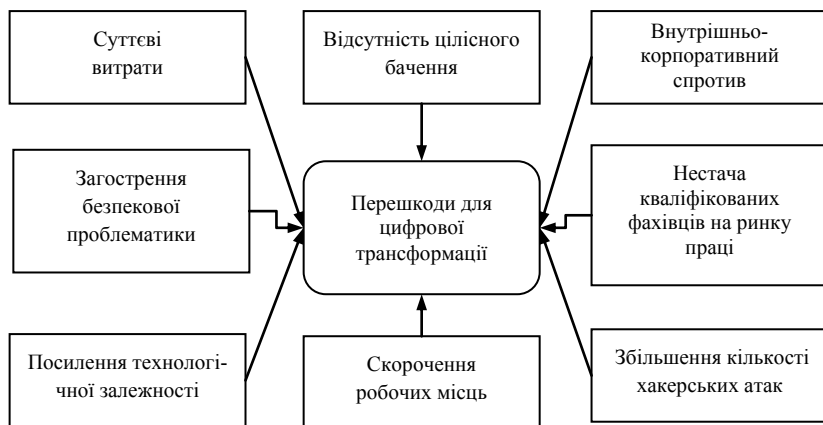 Суттєві
витрати
Відсутність цілісного
бачення
Внутрішньо-
корпоративний
спротив
Загострення
безпекової
проблематики
Перешкоди для
цифрової
трансформації
Нестача
кваліфікованих
фахівців на ринку
праці
Посилення технологі-
чної залежності
Скорочення
робочих місць
Збільшення кількості
хакерських атак